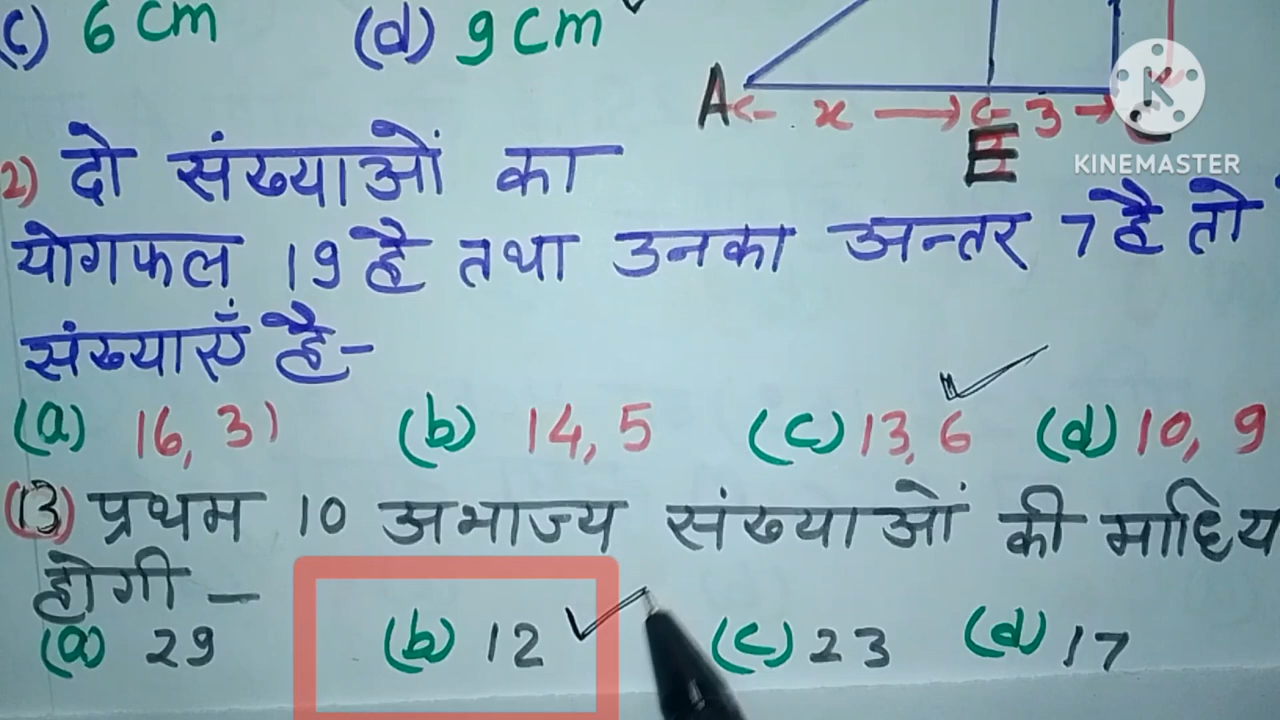 (c) 6 cm (d) 9 cm
A x 3
E C
KINEMASTER
2) दो संख्याओं का
योगफल 19 है तथा उनका अन्तर 7 है तो
संख्याएँ है-
(a) 16, 3) (b) 14, 5 (c) 13, 6 (d) 10, 9
(13) प्रथम 10 अभाज्य संख्याओं की माध्यि
होगी -
(a) 29 (b) 12 (c) 23 (d) 17